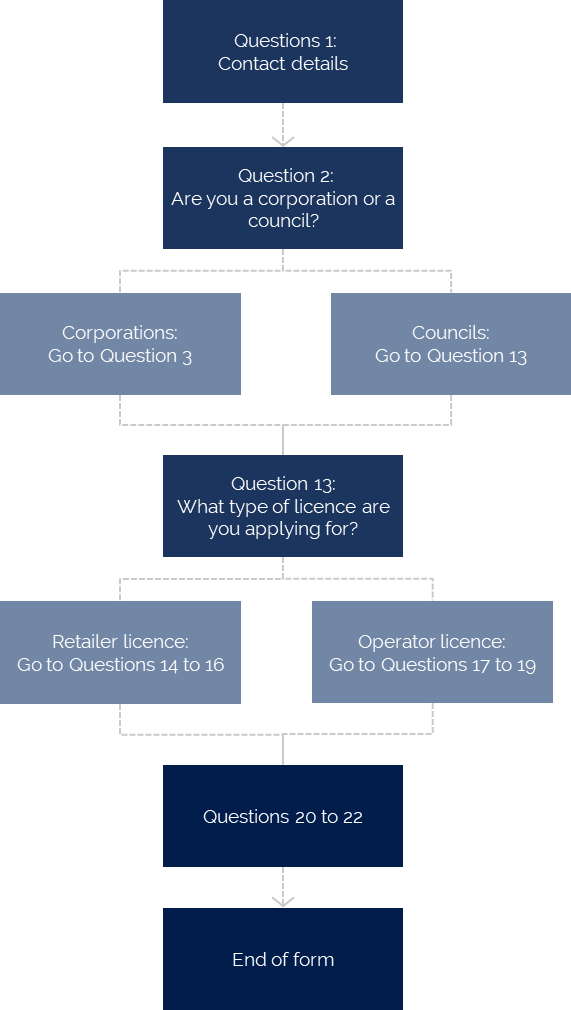 Questions 1:
Contact details
Question 2:
Are you a corporation or a
council?
Corporations:
Go to Question 3
Councils:
Go to Question 13
Question 13:
What type of licence are
you applying for?
Retailer licence:
Go to Questions 14 to 16
Operator licence:
Go to Questions 17 to 19
Questions 20 to 22
End of form